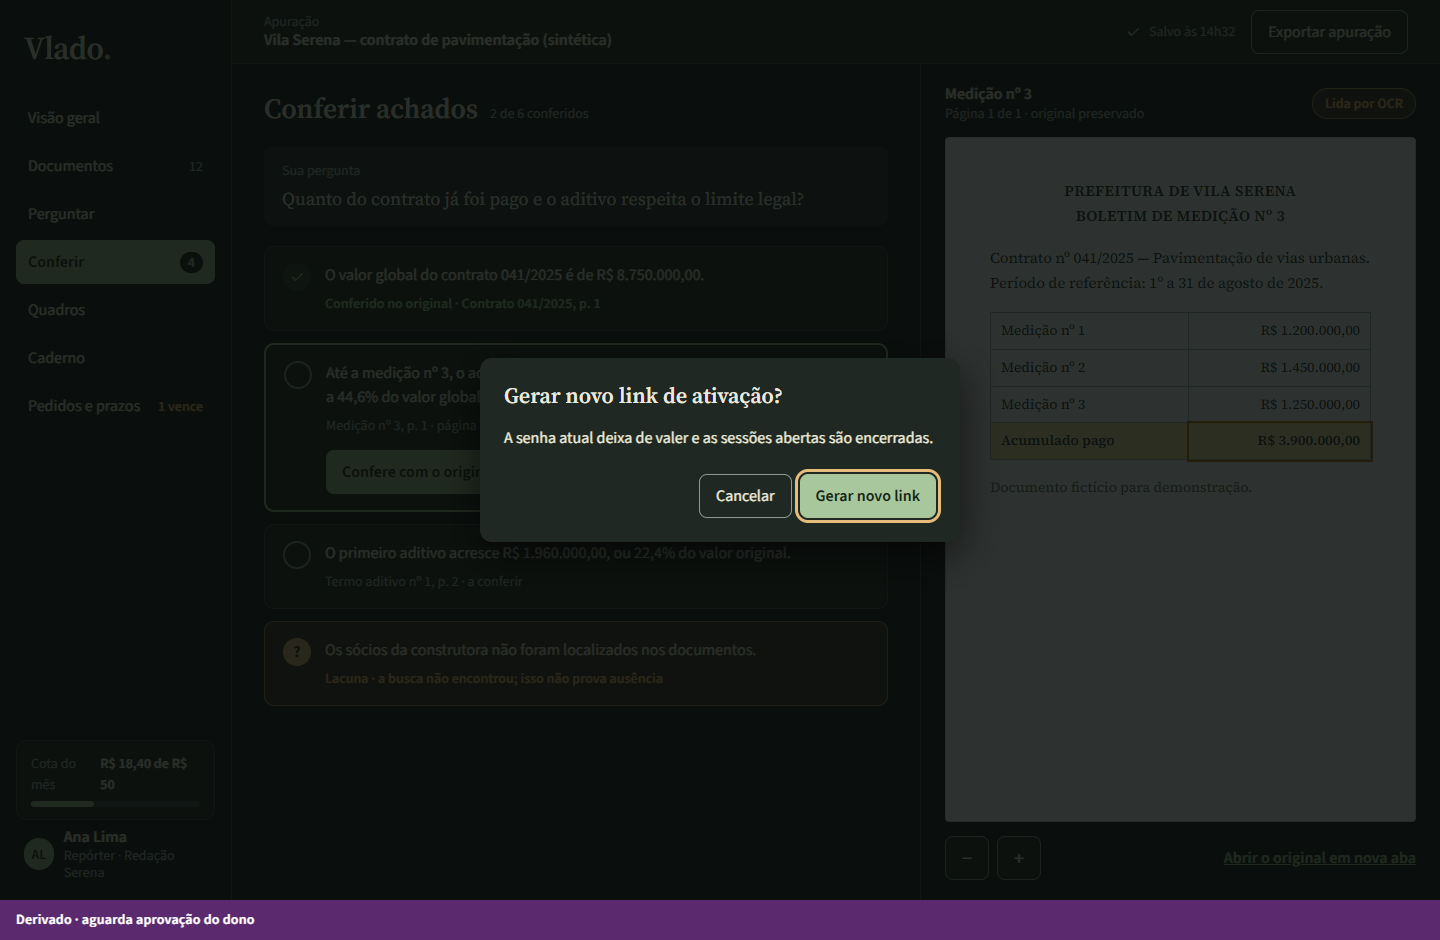 Vlado.
Visão geral
Documentos 12
Perguntar
Conferir 4
Quadros
Caderno
Pedidos e prazos 1 vence
Cota do mês R$ 18,40 de R$ 50
AL
Ana Lima
Repórter · Redação
Serena
Apuração
Vila Serena — contrato de pavimentação (sintética)
Salvo às 14h32
Exportar apuração
Conferir achados 2 de 6 conferidos
Sua pergunta
Quanto do contrato já foi pago e o aditivo respeita o limite legal?
O valor global do contrato 041/2025 é de R$ 8.750.000,00.
Conferido no original · Contrato 041/2025, p. 1
Até a medição nº 3, o
a 44,6% do valor global
Medição nº 3, p. 1 · página
Confere com o
Gerar novo link de ativação?
A senha atual deixa de valer e as sessões abertas são encerradas.
Cancelar
Gerar novo link
O primeiro aditivo acresce R$ 1.960.000,00, ou 22,4% do valor original.
Termo aditivo nº 1, p. 2 · a conferir
?
Os sócios da construtora não foram localizados nos documentos.
Lacuna · a busca não encontrou; isso não prova ausência
Medição nº 3
Página 1 de 1 · original preservado
Lida por OCR
PREFEITURA DE VILA SERENA
BOLETIM DE MEDIÇÃO Nº 3
Contrato nº 041/2025 — Pavimentação de vias urbanas.
Período de referência: 1º a 31 de agosto de 2025.
Medição nº 1 R$ 1.200.000,00
Medição nº 2 R$ 1.450.000,00
Medição nº 3 R$ 1.250.000,00
Acumulado pago R$ 3.900.000,00
Documento fictício para demonstração.
− +
Abrir o original em nova aba
Derivado · aguarda aprovação do dono